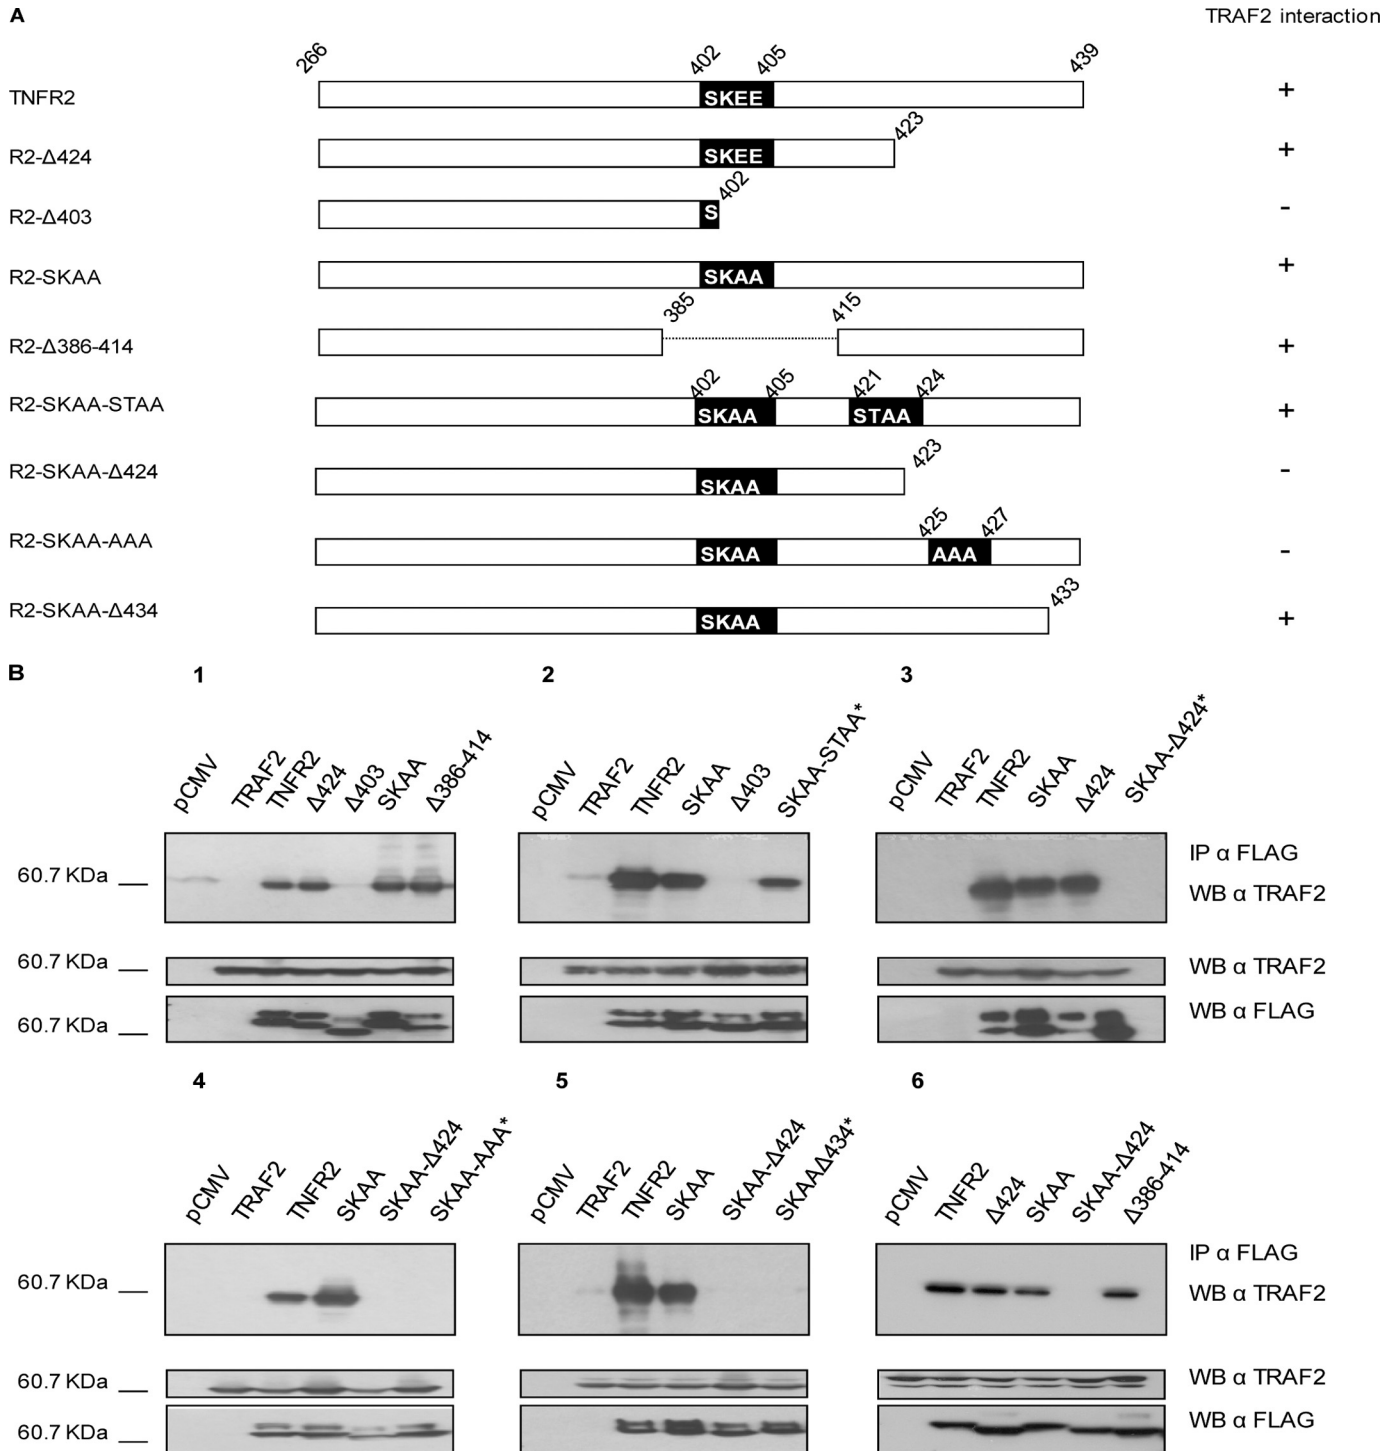 A
TRAF2 interaction
266 402 405 439
TNFR2 SKEE +
423
R2-Δ424 SKEE +
402
R2-Δ403 S -
R2-SKAA SKAA +
385 415
R2-Δ386-414 +
402 405 421 424
R2-SKAA-STAA SKAA STAA +
423
R2-SKAA-Δ424 SKAA -
425 427
R2-SKAA-AAA SKAA AAA -
433
R2-SKAA-Δ434 SKAA +
B
1 2 3
pCMV TRAF2 TNFR2 Δ424 Δ403 SKAA Δ386-414
pCMV TRAF2 TNFR2 SKAA Δ403 SKAA-STAA*
pCMV TRAF2 TNFR2 SKAA Δ424 SKAA-Δ424*
60.7 KDa
IP α FLAG
WB α TRAF2
60.7 KDa WB α TRAF2
60.7 KDa WB α FLAG
4 5 6
pCMV TRAF2 TNFR2 SKAA SKAA-Δ424 SKAA-AAA*
pCMV TRAF2 TNFR2 SKAA SKAA-Δ424 SKAAΔ434*
pCMV TNFR2 Δ424 SKAA SKAA-Δ424 Δ386-414
60.7 KDa
IP α FLAG
WB α TRAF2
60.7 KDa WB α TRAF2
60.7 KDa WB α FLAG